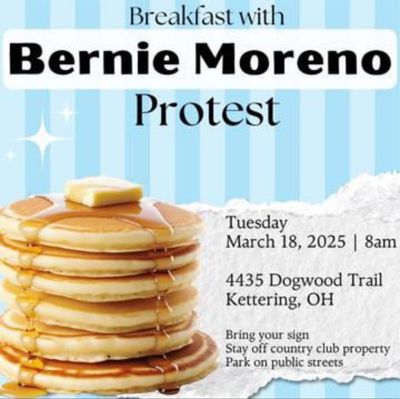 Breakfast with
Bernie Moreno
Protest
Tuesday
March 18, 2025 | 8am
4435 Dogwood Trail
Kettering, OH
Bring your sign
Stay off country club property
Park on public streets